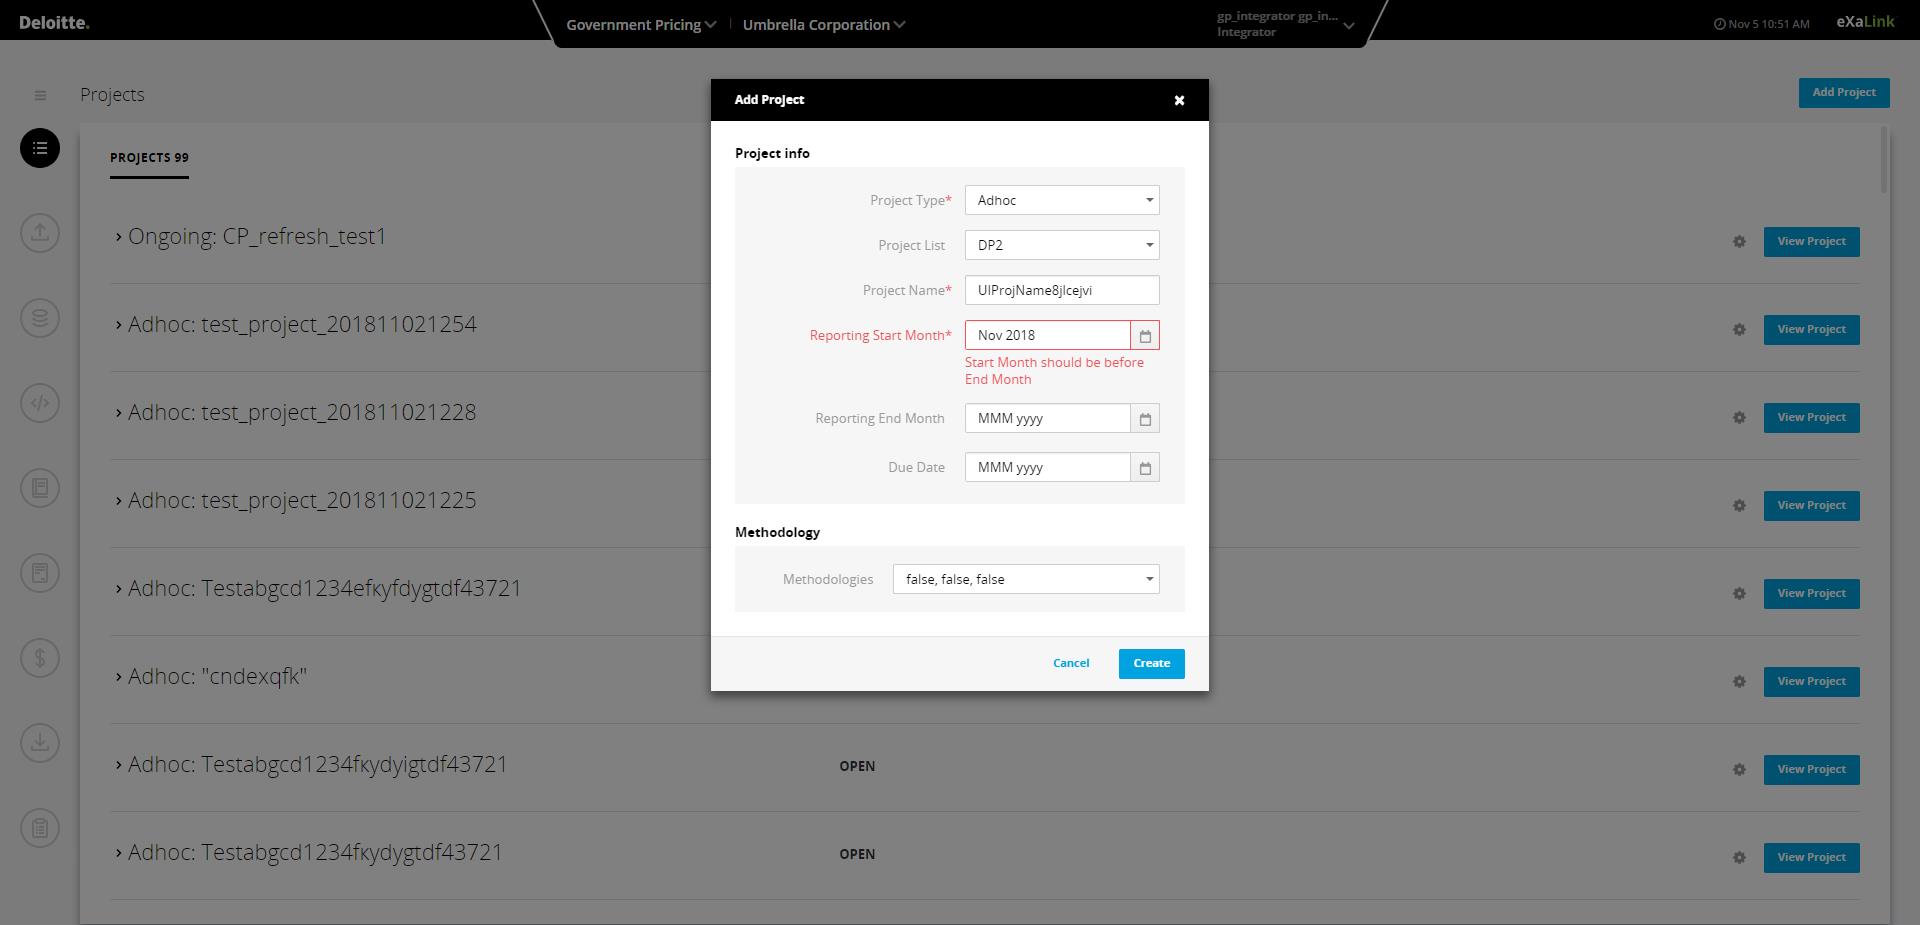 Deloitte.
Government Pricing
Umbrella Corporation
gp_integrator gp_in...
Integrator
Nov 5 10:51 AM
eXaLink
Projects
Add Project
PROJECTS 99
Ongoing: CP_refresh_test1
View Project
Adhoc: test_project_201811021254
View Project
Adhoc: test_project_201811021228
View Project
Adhoc: test_project_201811021225
View Project
Adhoc: Testabgcd1234efkyfdygtdf43721
View Project
Adhoc: "cndexqfk"
View Project
Adhoc: Testabgcd1234fkydyigtdf43721
OPEN
View Project
Adhoc: Testabgcd1234fkydygtdf43721
OPEN
View Project
Add Project
Project info
Project Type* Adhoc
Project List DP2
Project Name* UIProjName8jlcejvi
Reporting Start Month* Nov 2018
Start Month should be before
End Month
Reporting End Month MMM yyyy
Due Date MMM yyyy
Methodology
Methodologies false, false, false
Cancel
Create